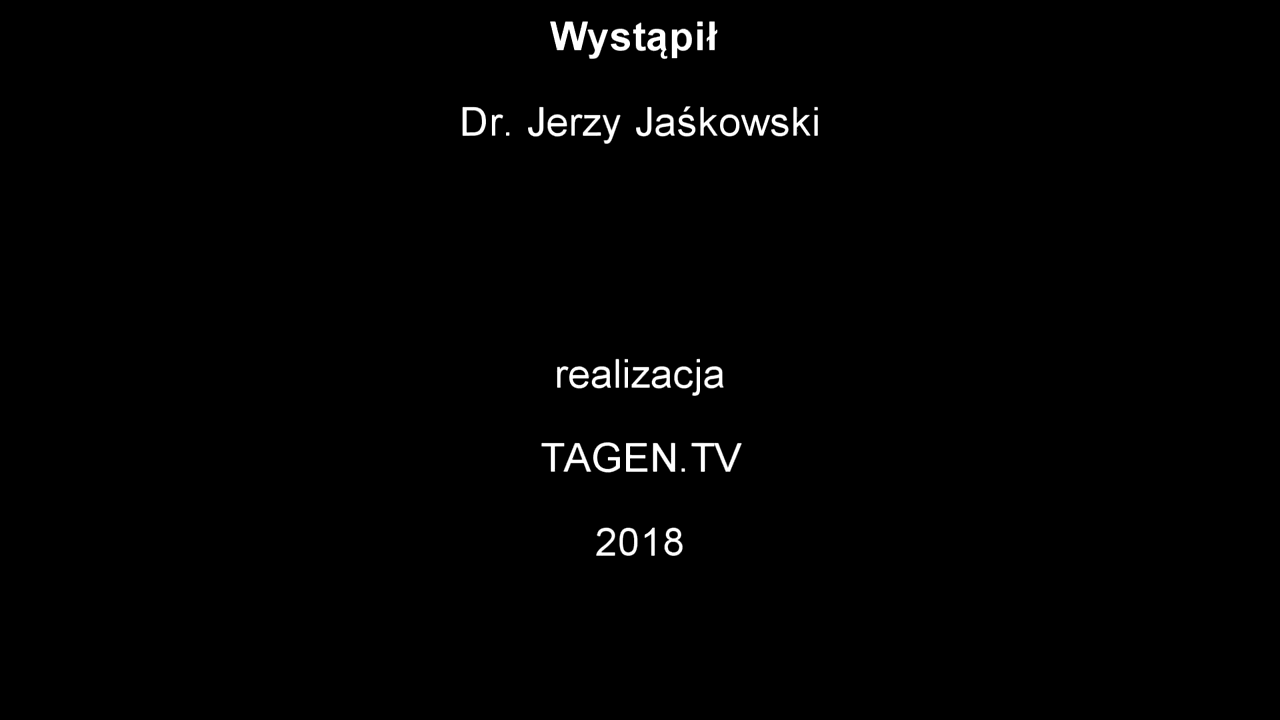 Wystąpił
Dr. Jerzy Jaśkowski
realizacja
TAGEN.TV
2018